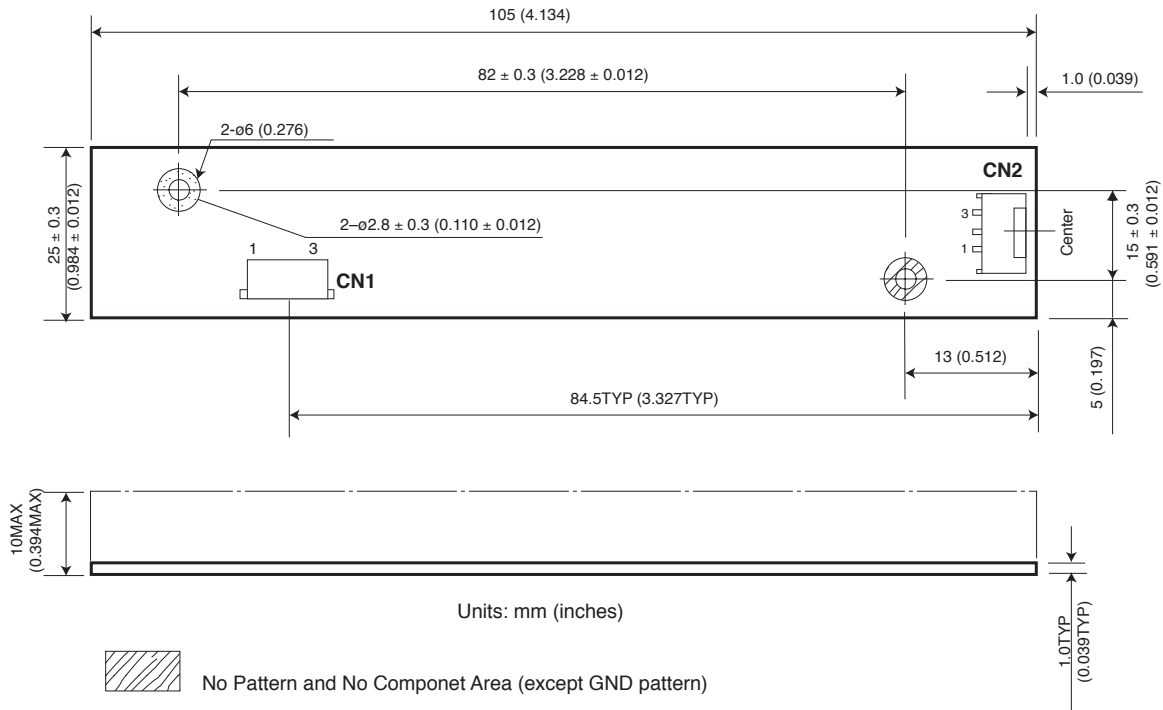 105 (4.134)
82 ± 0.3 (3.228 ± 0.012)
1.0 (0.039)
2-ø6 (0.276)
CN2
25 ± 0.3
(0.984 ± 0.012)
2–ø2.8 ± 0.3 (0.110 ± 0.012)
3
1
Center
15 ± 0.3
(0.591 ± 0.012)
1 3
CN1
13 (0.512)
5 (0.197)
84.5TYP (3.327TYP)
10MAX
(0.394MAX)
Units: mm (inches)
1.0TYP
(0.039TYP)
No Pattern and No Componet Area (except GND pattern)